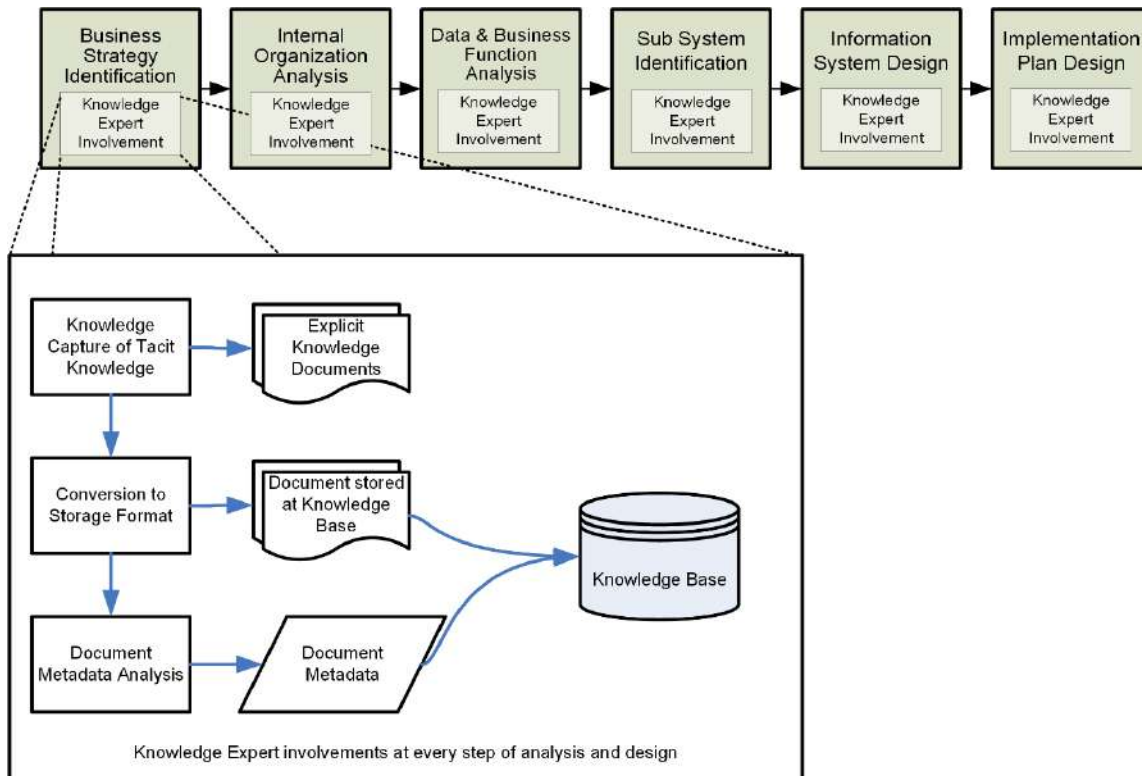 Business
Strategy
Identification
Knowledge
Expert
Involvement
Internal
Organization
Analysis
Knowledge
Expert
Involvement
Data & Business
Function
Analysis
Knowledge
Expert
Involvement
Sub System
Identification
Knowledge
Expert
Involvement
Information
System Design
Knowledge
Expert
Involvement
Implementation
Plan Design
Knowledge
Expert
Involvement
Knowledge
Capture of Tacit
Knowledge
Explicit
Knowledge
Documents
Conversion to
Storage Format
Document stored
at Knowledge
Base
Knowledge Base
Document
Metadata Analysis
Document
Metadata
Knowledge Expert involvements at every step of analysis and design